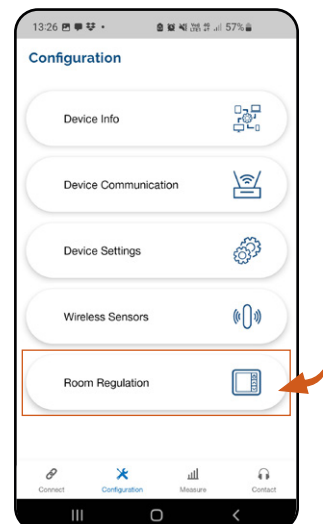 13:26
57%
Configuration
Device Info
Device Communication
Device Settings
Wireless Sensors
Room Regulation
Connect Configuration Measure Contact